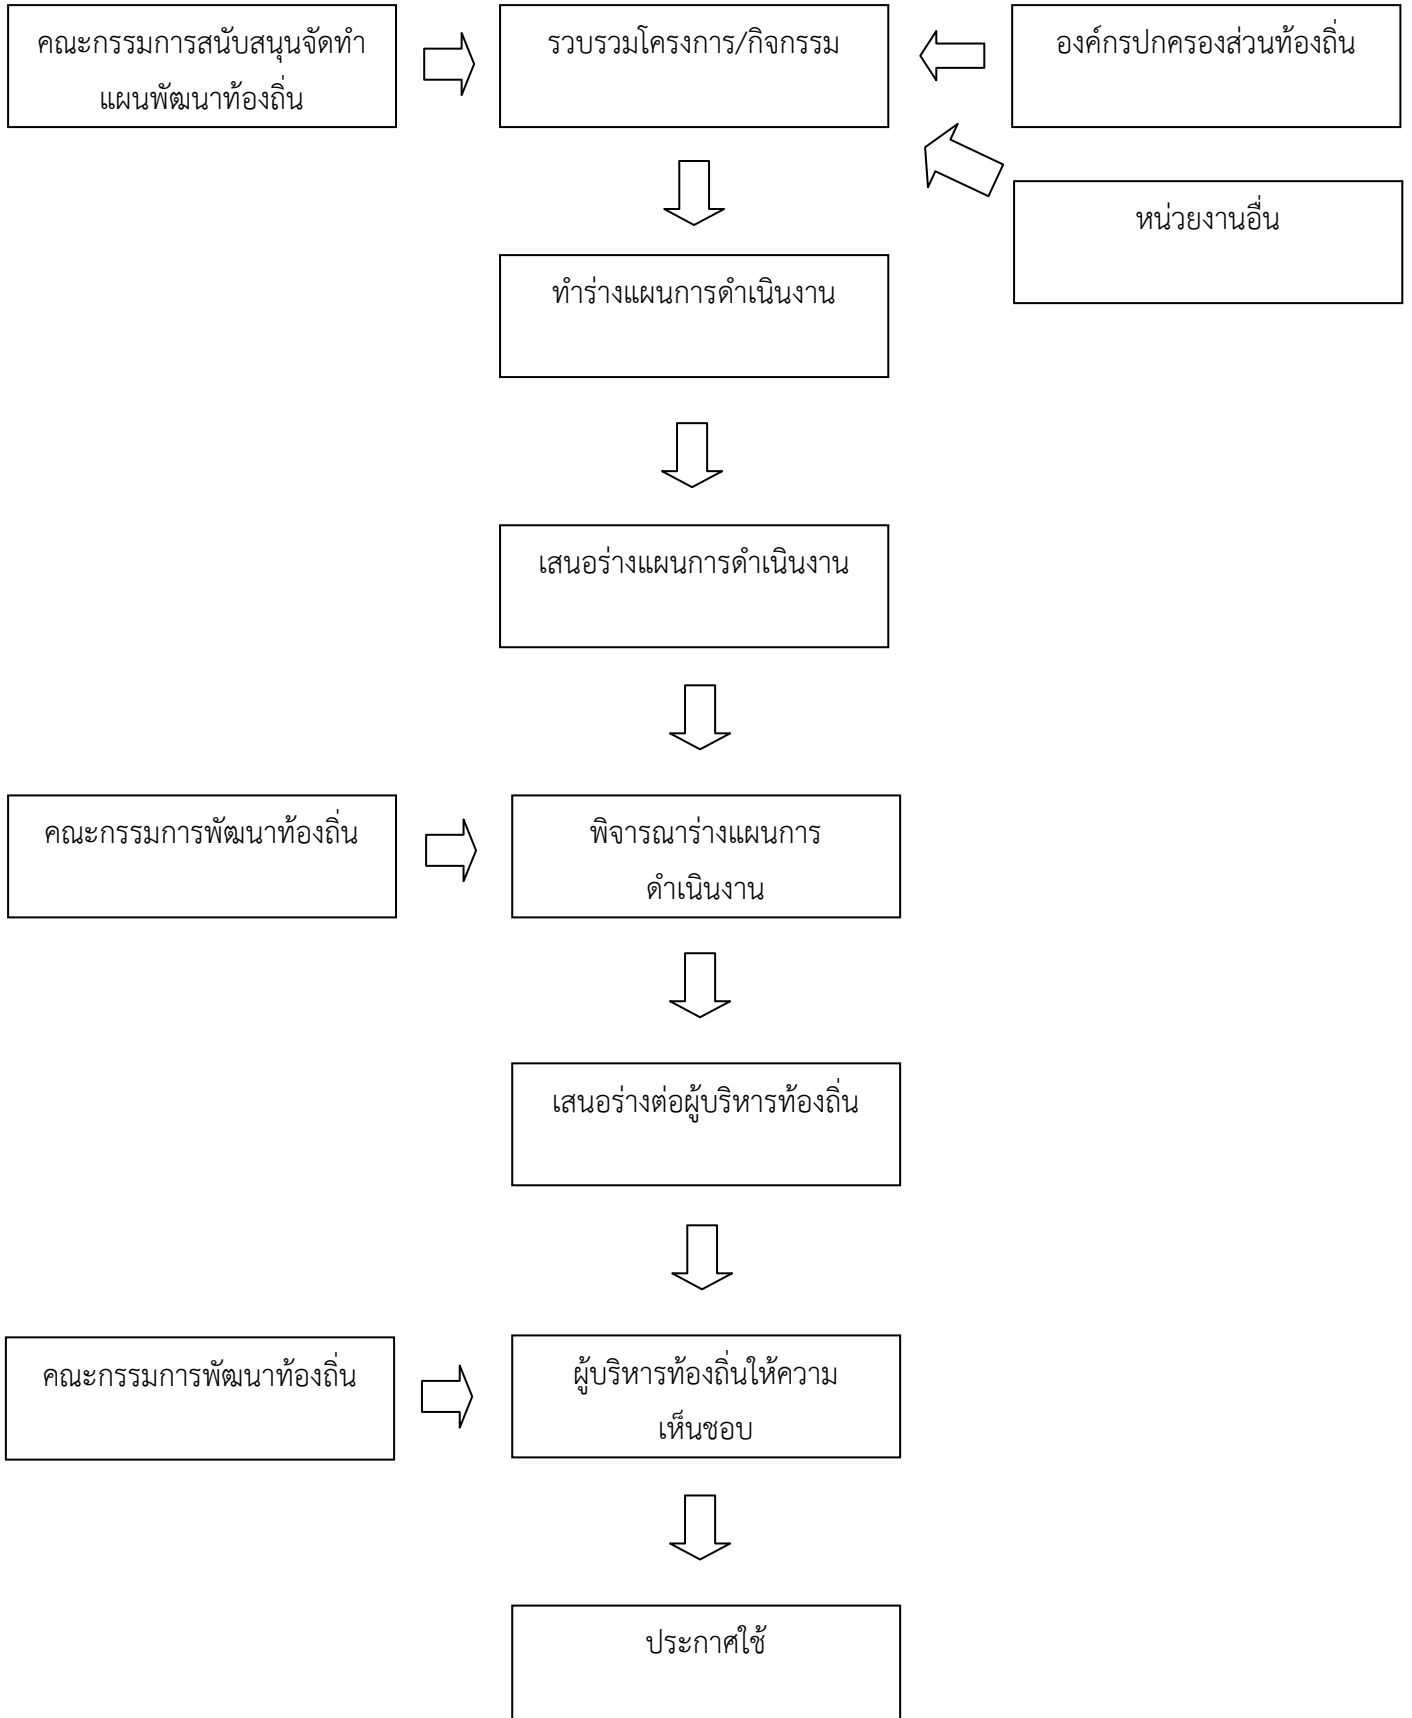 คณะกรรมการสนับสนุนจัดทำ
แผนพัฒนาท้องถิ่น
รวบรวมโครงการ/กิจกรรม
องค์กรปกครองส่วนท้องถิ่น
หน่วยงานอื่น
ทำร่างแผนการดำเนินงาน
เสนอร่างแผนการดำเนินงาน
คณะกรรมการพัฒนาท้องถิ่น
พิจารณาร่างแผนการ
ดำเนินงาน
เสนอร่างต่อผู้บริหารท้องถิ่น
คณะกรรมการพัฒนาท้องถิ่น
ผู้บริหารท้องถิ่นให้ความ
เห็นชอบ
ประกาศใช้